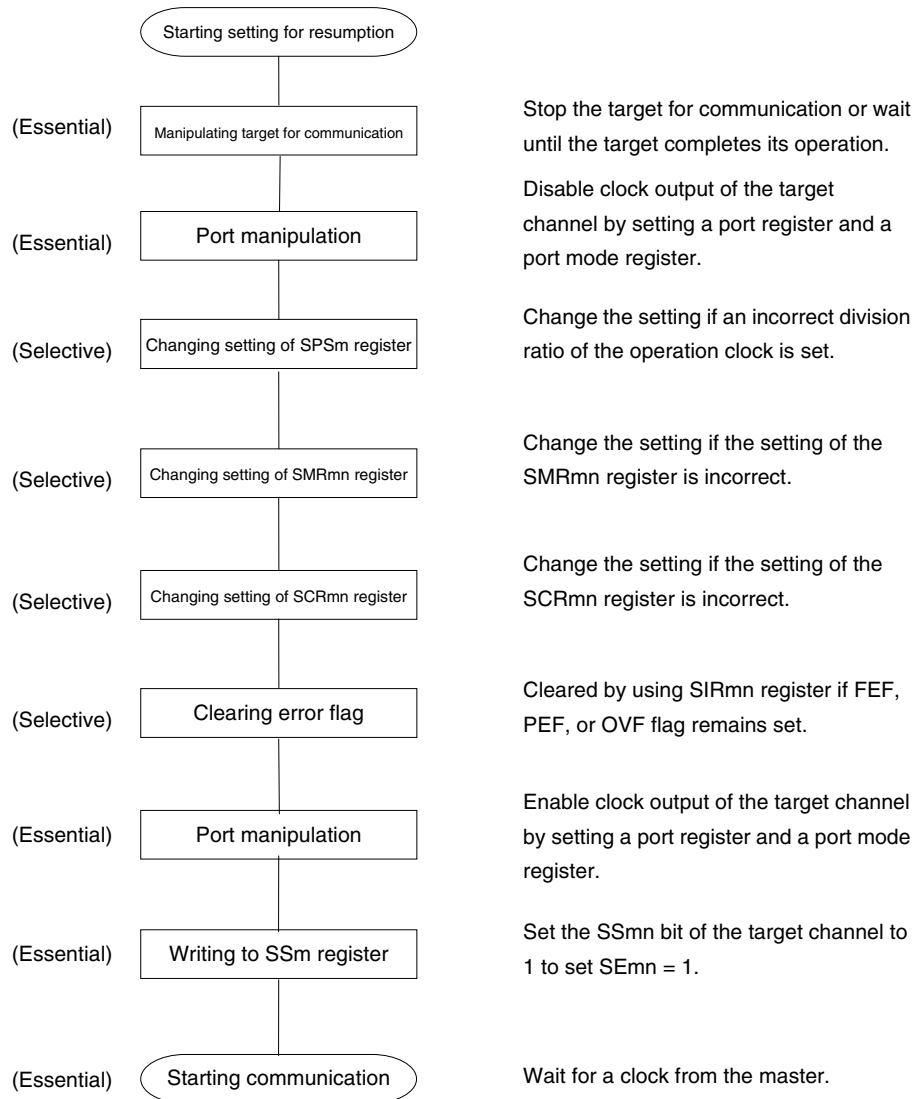 Starting setting for resumption
(Essential)
Manipulating target for communication
Stop the target for communication or wait
until the target completes its operation.
(Essential)
Port manipulation
Disable clock output of the target
channel by setting a port register and a
port mode register.
(Selective)
Changing setting of SPSm register
Change the setting if an incorrect division
ratio of the operation clock is set.
(Selective)
Changing setting of SMRmn register
Change the setting if the setting of the
SMRmn register is incorrect.
(Selective)
Changing setting of SCRmn register
Change the setting if the setting of the
SCRmn register is incorrect.
(Selective)
Clearing error flag
Cleared by using SIRmn register if FEF,
PEF, or OVF flag remains set.
(Essential)
Port manipulation
Enable clock output of the target channel
by setting a port register and a port mode
register.
(Essential)
Writing to SSm register
Set the SSmn bit of the target channel to
1 to set SEmn = 1.
(Essential)
Starting communication
Wait for a clock from the master.